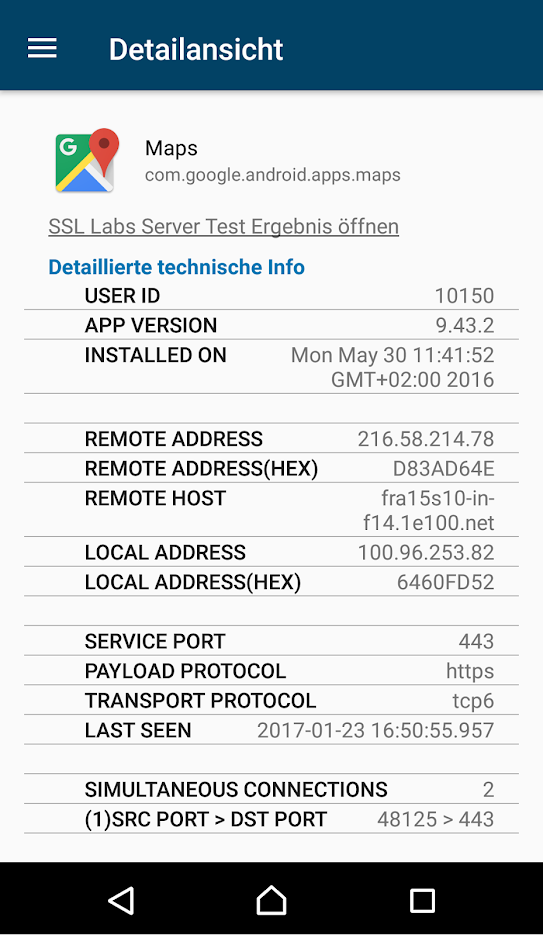 Detailansicht
G
Maps
com.google.android.apps.maps
SSL Labs Server Test Ergebnis öffnen
Detaillierte technische Info
USER ID 10150
APP VERSION 9.43.2
INSTALLED ON Mon May 30 11:41:52
GMT+02:00 2016
REMOTE ADDRESS 216.58.214.78
REMOTE ADDRESS(HEX) D83AD64E
REMOTE HOST fra15s10-in-
f14.1e100.net
LOCAL ADDRESS 100.96.253.82
LOCAL ADDRESS(HEX) 6460FD52
SERVICE PORT 443
PAYLOAD PROTOCOL https
TRANSPORT PROTOCOL tcp6
LAST SEEN 2017-01-23 16:50:55.957
SIMULTANEOUS CONNECTIONS 2
(1)SRC PORT > DST PORT 48125 > 443